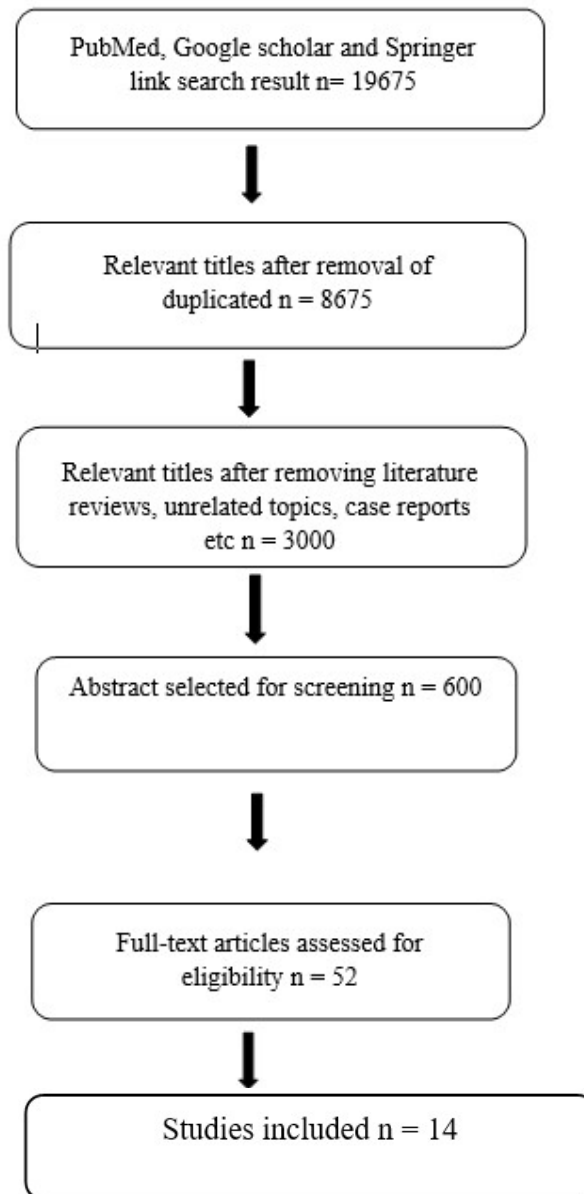 PubMed, Google scholar and Springer
link search result n= 19675
Relevant titles after removal of
duplicated n = 8675
Relevant titles after removing literature
reviews, unrelated topics, case reports
etc n = 3000
Abstract selected for screening n = 600
Full-text articles assessed for
eligibility n = 52
Studies included n = 14